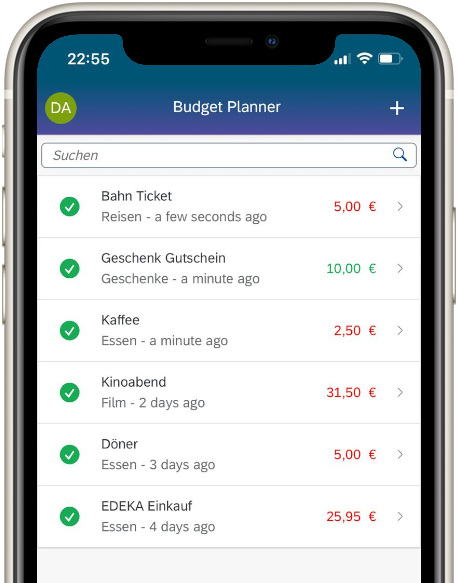 22:55
DA
Budget Planner
+
Suchen
Bahn Ticket
Reisen - a few seconds ago
5,00 €
Geschenk Gutschein
Geschenke - a minute ago
10,00 €
Kaffee
Essen - a minute ago
2,50 €
Kinoabend
Film - 2 days ago
31,50 €
Döner
Essen - 3 days ago
5,00 €
EDEKA Einkauf
Essen - 4 days ago
25,95 €